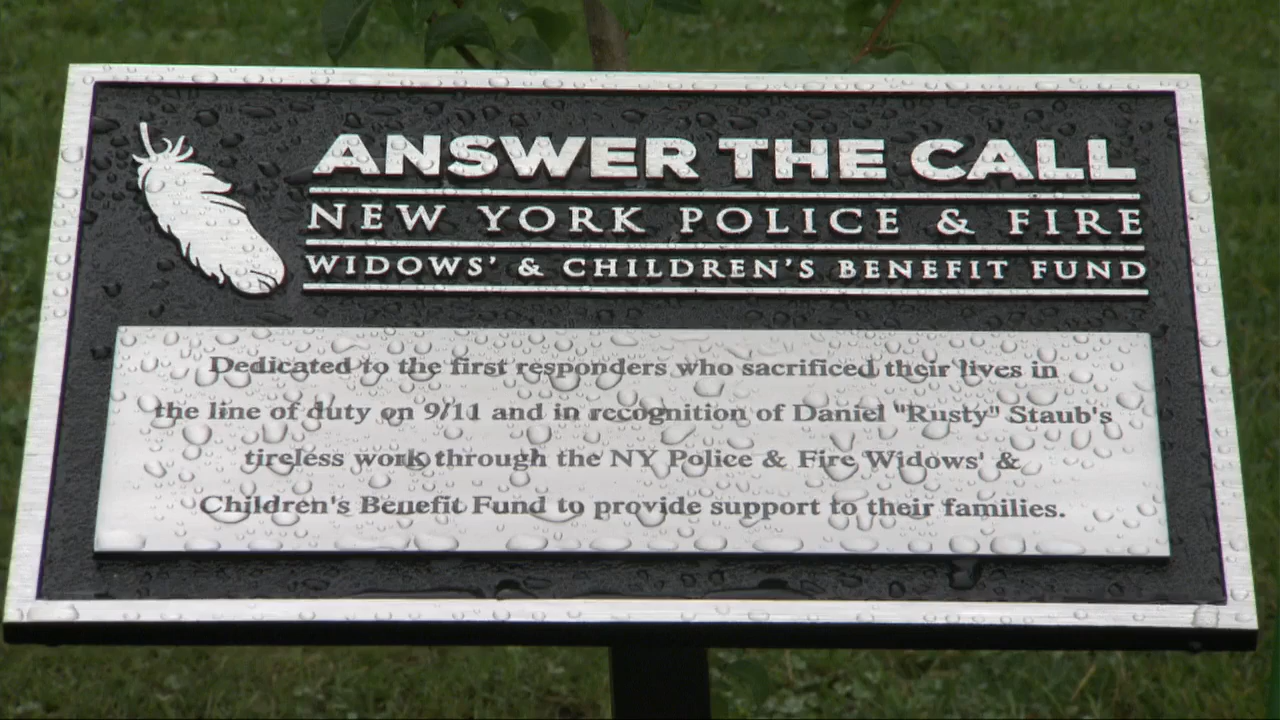 ANSWER THE CALL
NEW YORK POLICE & FIRE
WIDOWS' & CHILDREN'S BENEFIT FUND
Dedicated to the first responders who sacrificed their lives in
the line of duty on 9/11 and in recognition of Daniel "Rusty" Staub's
tireless work through the NY Police & Fire Widows' &
Children's Benefit Fund to provide support to their families.